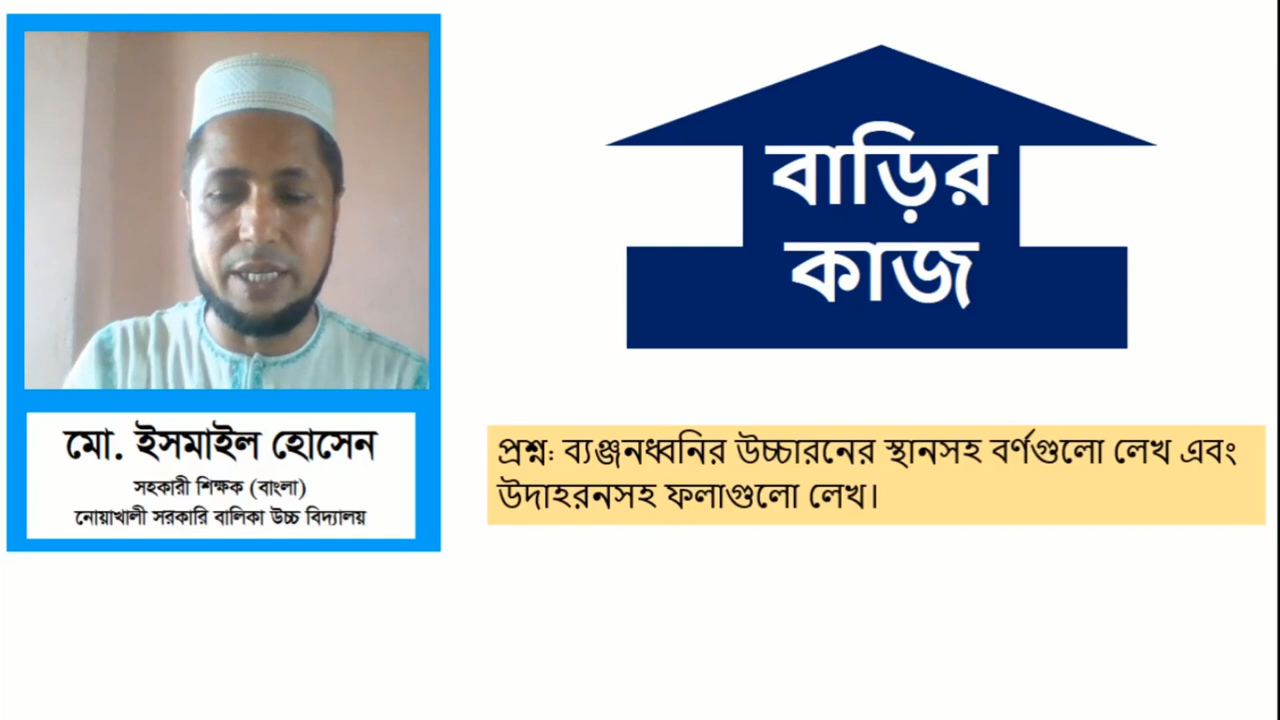 বাড়ির
কাজ
মো. ইসমাইল হোসেন
সহকারী শিক্ষক (বাংলা)
নোয়াখালী সরকারি বালিকা উচ্চ বিদ্যালয়
প্রশ্ন: ব্যঞ্জনধ্বনির উচ্চারনের স্থানসহ বর্ণগুলো লেখ এবং
উদাহরনসহ ফলাগুলো লেখ।